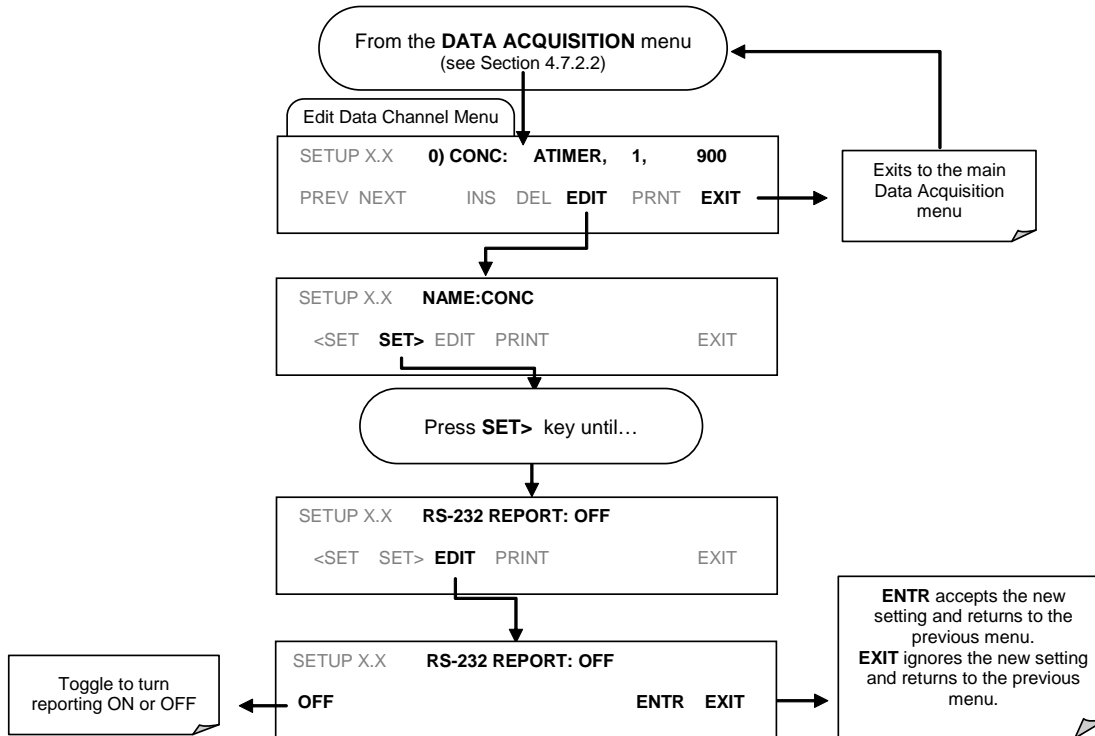 From the DATA ACQUISITION menu
(see Section 4.7.2.2)
Edit Data Channel Menu
SETUP X.X 0) CONC: ATIMER, 1, 900
PREV NEXT INS DEL EDIT PRNT EXIT
Exits to the main
Data Acquisition
menu
SETUP X.X NAME:CONC
<SET SET> EDIT PRINT EXIT
Press SET> key until…
SETUP X.X RS-232 REPORT: OFF
<SET SET> EDIT PRINT EXIT
SETUP X.X RS-232 REPORT: OFF
OFF ENTR EXIT
Toggle to turn
reporting ON or OFF
ENTR accepts the new
setting and returns to the
previous menu.
EXIT ignores the new setting
and returns to the previous
menu.